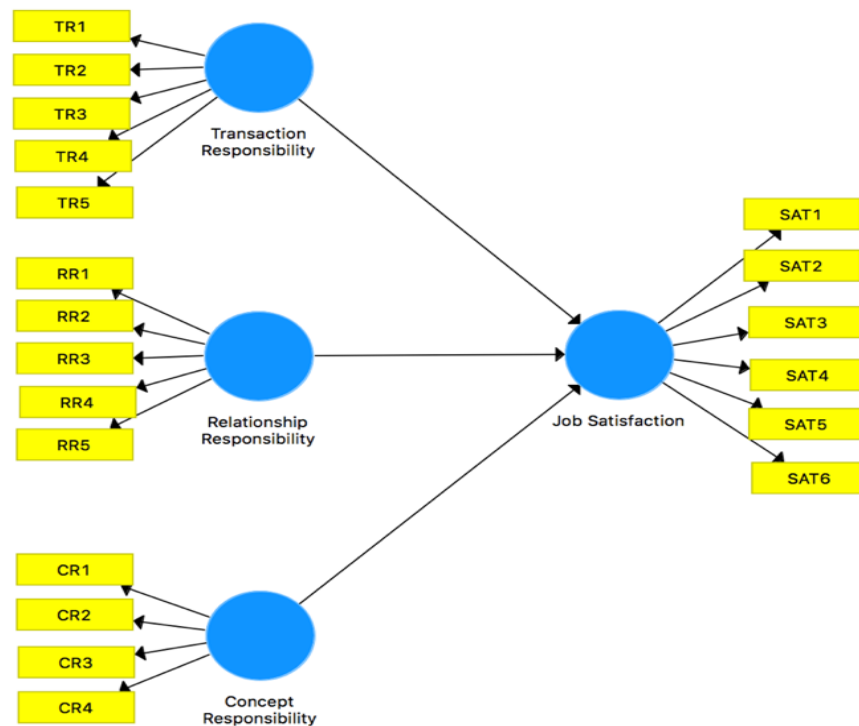 TR1
TR2
TR3
TR4
TR5
Transaction
Responsibility
RR1
RR2
RR3
RR4
RR5
Relationship
Responsibility
CR1
CR2
CR3
CR4
Concept
Responsibility
Job Satisfaction
SAT1
SAT2
SAT3
SAT4
SAT5
SAT6